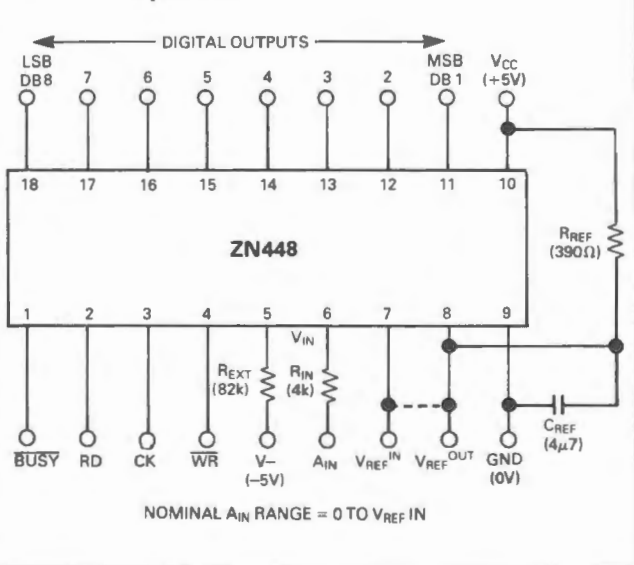 DIGITAL OUTPUTS
LSB MSB VCC
DB8 7 6 5 4 3 2 DB1 (+5V)
18 17 16 15 14 13 12 11 10
RREF
(390Ω)
ZN448
1 2 3 4 5 6 7 8 9
VIN
REXT RIN
(82k) (4k)
CREF
(4μ7)
BUSY RD CK WR V− AIN VREF IN VREF OUT GND
(−5V) (0V)
NOMINAL AIN RANGE = 0 TO VREF IN